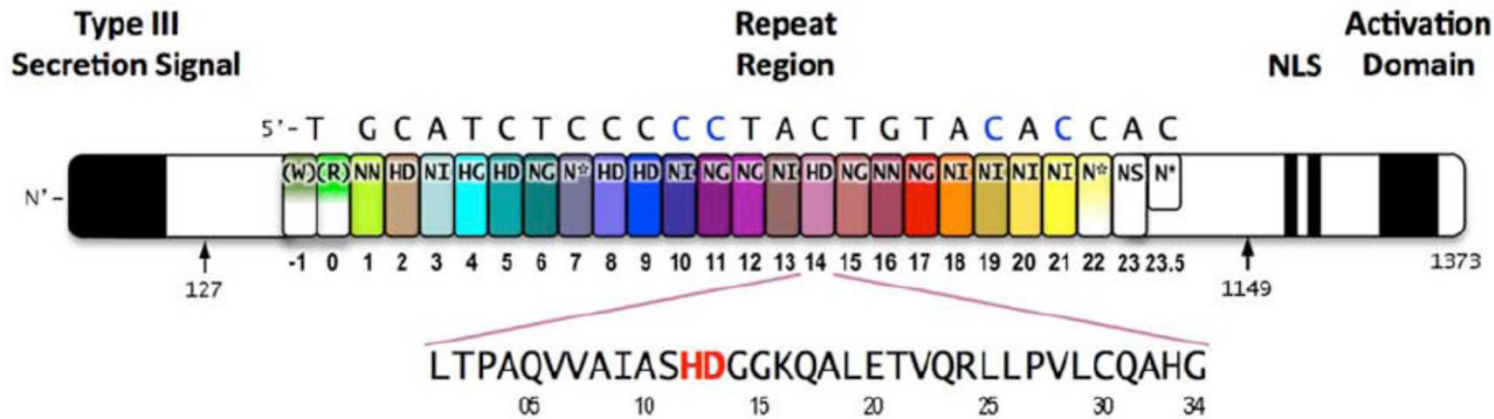 Type III Repeat Activation
Secretion Signal Region NLS Domain
5'- T G C A T C T C C C C C T A C T G T A C A C C A C
N' - (W) (R) NN HD NI HG HD NG N* HD HD NI NG NG NI HD NG NN NG NI NI NI NI N* NS N*
-1 0 1 2 3 4 5 6 7 8 9 10 11 12 13 14 15 16 17 18 19 20 21 22 23 23.5 1373
127 1149
LTPAQVVAIASHDGGKQALETVQRLLPVLCQAHG
05 10 15 20 25 30 34